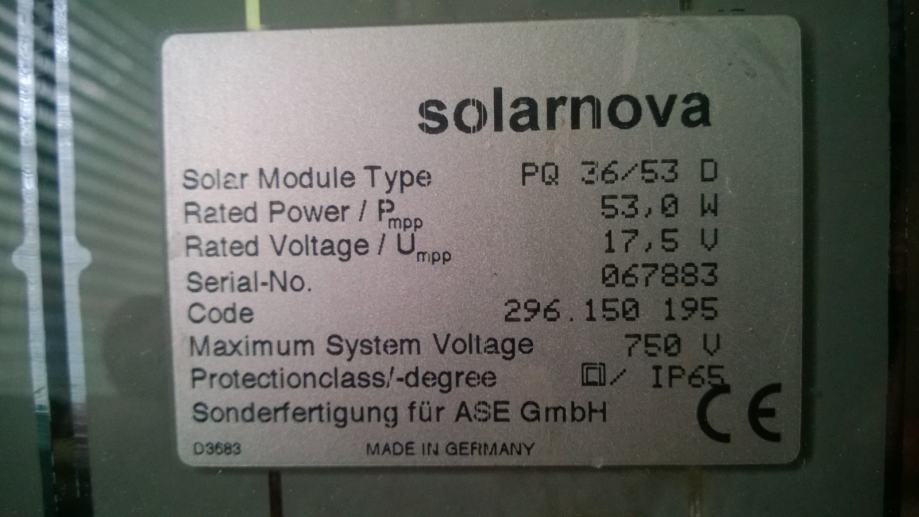 solarnova
Solar Module Type PQ 36/53 D
Rated Power / Pmpp 53,0 W
Rated Voltage / Umpp 17,5 V
Serial-No. 067883
Code 296.150 195
Maximum System Voltage 750 V
Protectionclass/-degree / IP65
Sonderfertigung für ASE GmbH CE
D3683 MADE IN GERMANY